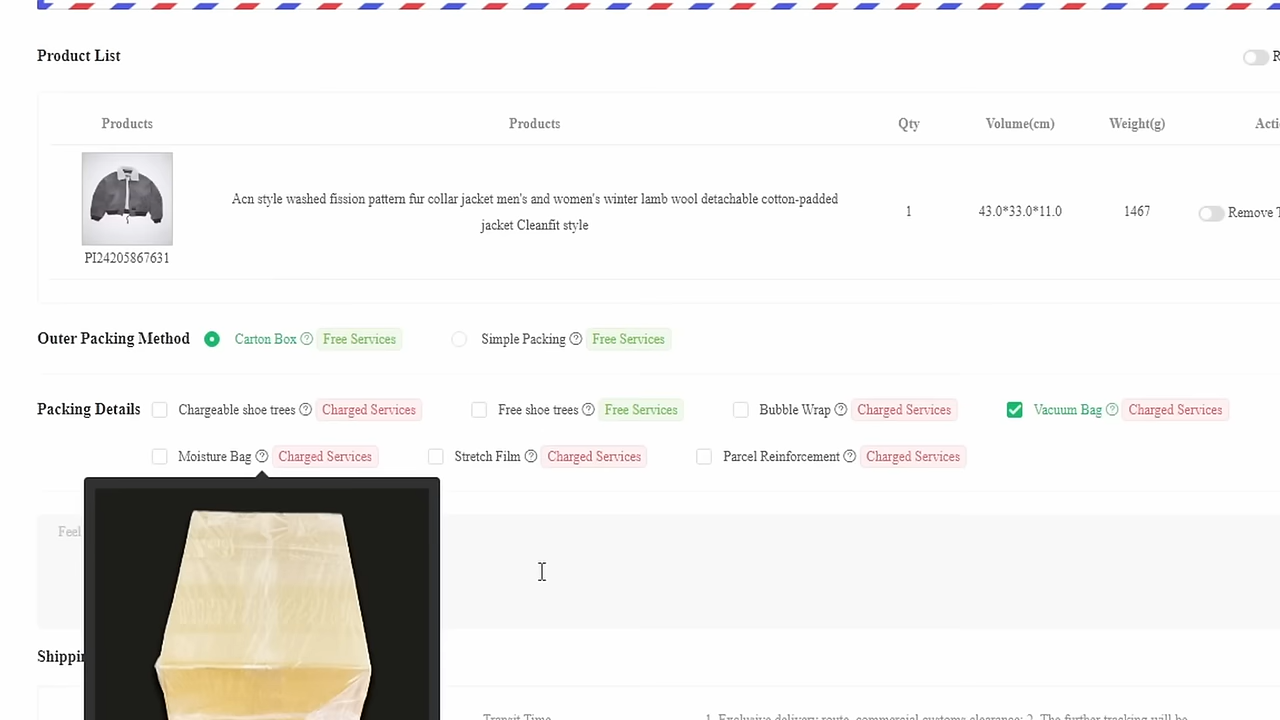 Product List
R
Products Products Qty Volume(cm) Weight(g) Acti
Acn style washed fission pattern fur collar jacket men's and women's winter lamb wool detachable cotton-padded
jacket Cleanfit style
1 43.0*33.0*11.0 1467 Remove T
PI24205867631
Outer Packing Method Carton Box Free Services Simple Packing Free Services
Packing Details Chargeable shoe trees Charged Services Free shoe trees Free Services Bubble Wrap Charged Services Vacuum Bag Charged Services
Moisture Bag Charged Services Stretch Film Charged Services Parcel Reinforcement Charged Services
Feel
Shippin
Transit Time 1. Exclusive delivery route, commercial customs clearance; 2. The further tracking will be